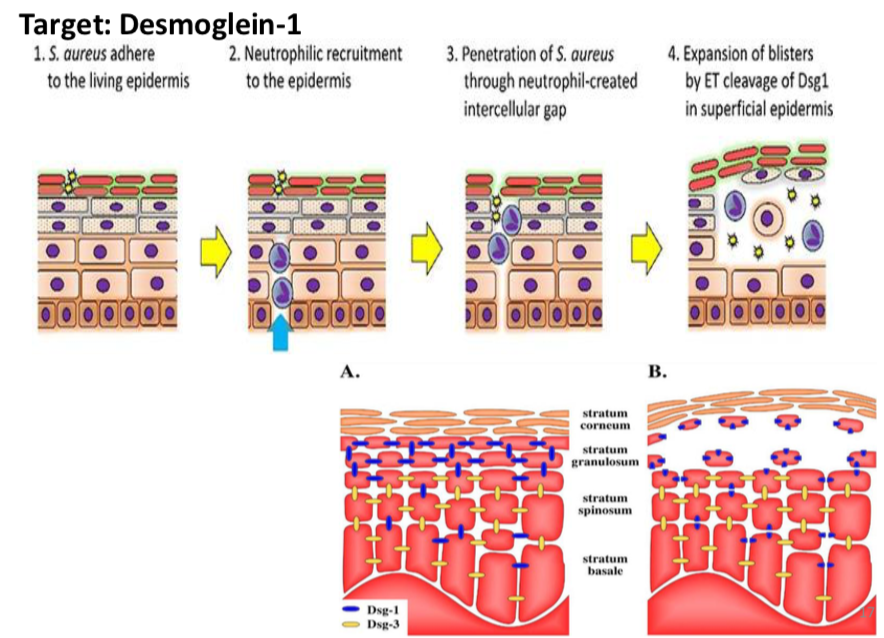 Target: Desmoglein-1
1. S. aureus adhere
to the living epidermis
2. Neutrophilic recruitment
to the epidermis
3. Penetration of S. aureus
through neutrophil-created
intercellular gap
4. Expansion of blisters
by ET cleavage of Dsg1
in superficial epidermis
A.
B.
stratum
corneum
stratum
granulosum
stratum
spinosum
stratum
basale
Dsg-1
Dsg-3